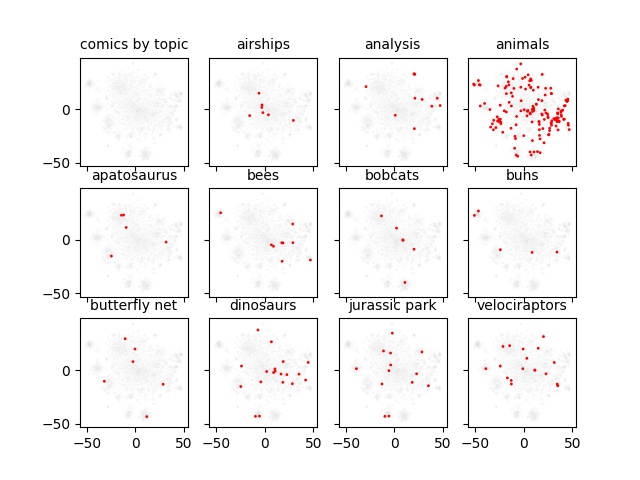 comics by topic airships analysis animals
0
−50
apatosaurus bees bobcats buns
0
−50
butterfly net dinosaurs jurassic park velociraptors
0
−50
−50 0 50 −50 0 50 −50 0 50 −50 0 50